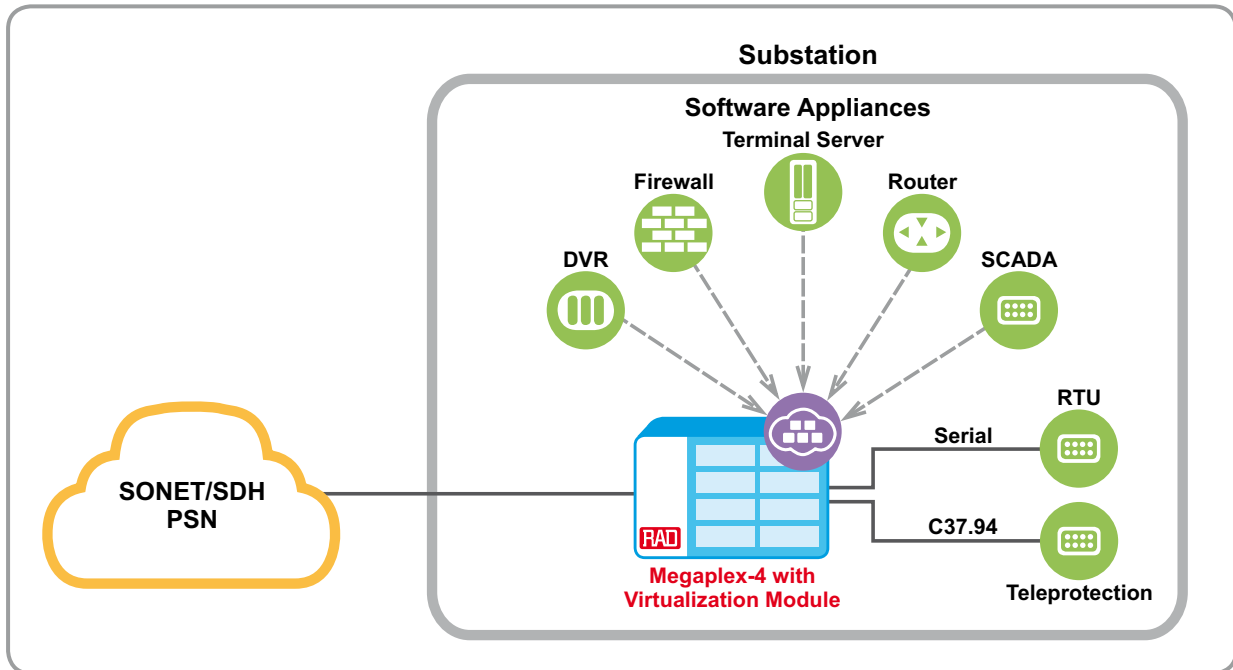 Substation
Software Appliances
Terminal Server
Firewall
Router
DVR
SCADA
RTU
Serial
SONET/SDH
PSN
C37.94
RAD
Megaplex-4 with
Virtualization Module
Teleprotection